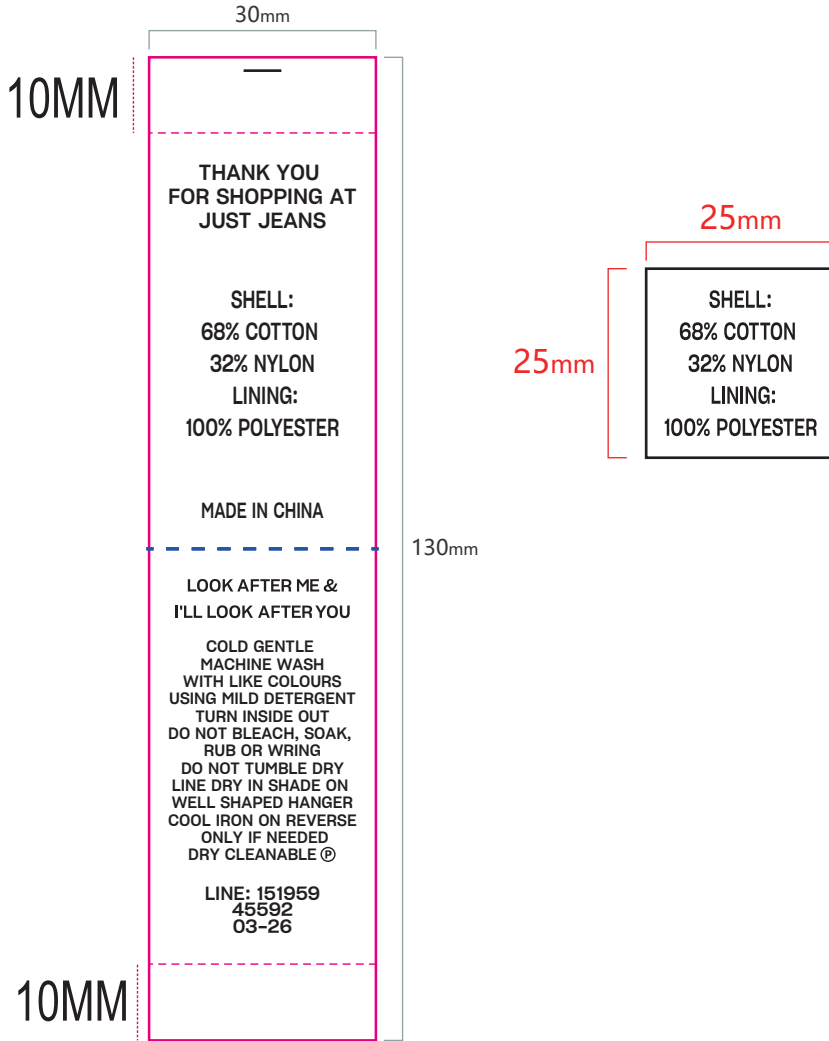 30mm
10MM
THANK YOU
FOR SHOPPING AT
JUST JEANS
SHELL:
68% COTTON
32% NYLON
LINING:
100% POLYESTER
MADE IN CHINA
130mm
LOOK AFTER ME &
I'LL LOOK AFTER YOU
COLD GENTLE
MACHINE WASH
WITH LIKE COLOURS
USING MILD DETERGENT
TURN INSIDE OUT
DO NOT BLEACH, SOAK,
RUB OR WRING
DO NOT TUMBLE DRY
LINE DRY IN SHADE ON
WELL SHAPED HANGER
COOL IRON ON REVERSE
ONLY IF NEEDED
DRY CLEANABLE Ⓟ
LINE: 151959
45592
03-26
10MM
25mm
25mm
SHELL:
68% COTTON
32% NYLON
LINING:
100% POLYESTER